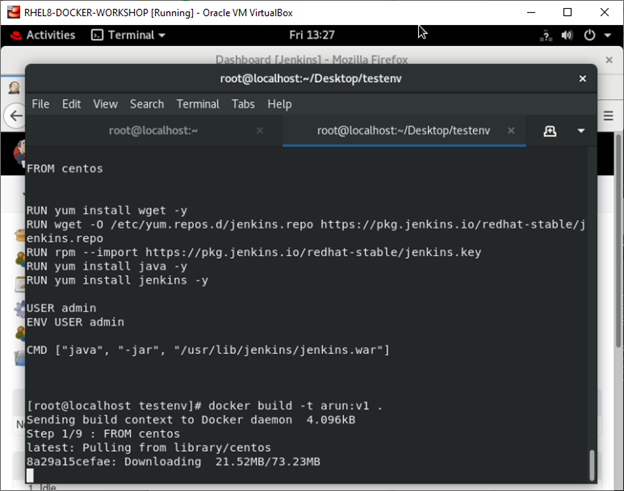 RHEL8-DOCKER-WORKSHOP [Running] - Oracle VM VirtualBox
Activities Terminal Fri 13:27
Dashboard [Jenkins] - Mozilla Firefox
root@localhost:~/Desktop/testenv
File Edit View Search Terminal Tabs Help
root@localhost:~ root@localhost:~/Desktop/testenv
FROM centos
RUN yum install wget -y
RUN wget -O /etc/yum.repos.d/jenkins.repo https://pkg.jenkins.io/redhat-stable/j
enkins.repo
RUN rpm --import https://pkg.jenkins.io/redhat-stable/jenkins.key
RUN yum install java -y
RUN yum install jenkins -y
USER admin
ENV USER admin
CMD ["java", "-jar", "/usr/lib/jenkins/jenkins.war"]
[root@localhost testenv]# docker build -t arun:v1 .
Sending build context to Docker daemon  4.096kB
Step 1/9 : FROM centos
latest: Pulling from library/centos
8a29a15cefae: Downloading  21.52MB/73.23MB
1 Idle